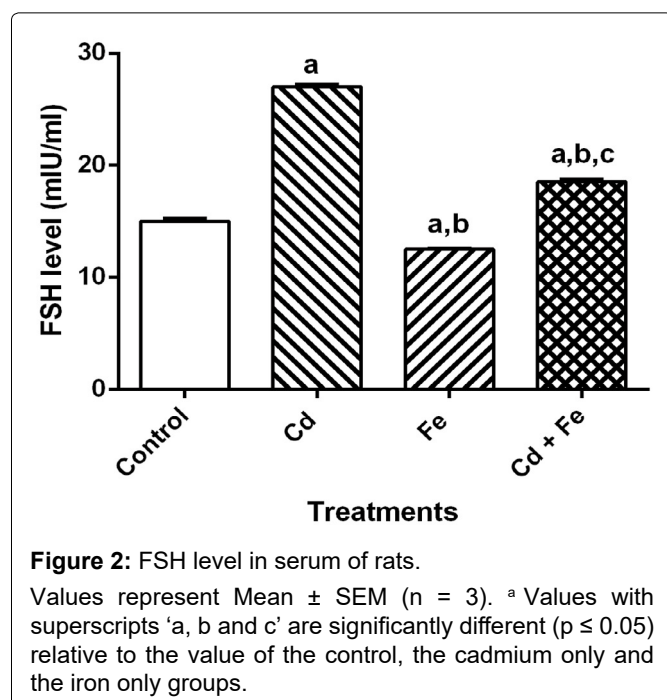 30
20
10
0
FSH level (mIU/ml)
a
a,b
a,b,c
Control
Cd
Fe
Cd + Fe
Treatments
Figure 2: FSH level in serum of rats.
Values represent Mean ± SEM (n = 3). ᵃ Values with
superscripts ‘a, b and c’ are significantly different (p ≤ 0.05)
relative to the value of the control, the cadmium only and
the iron only groups.